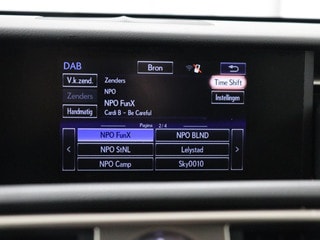 DAB
Bron
V.k.zend.
Zenders
Time Shift
NPO
Zenders
NPO FunX
Instellingen
Handmatig
Cardi B - Be Careful
Pagina 2/4
NPO FunX
NPO BLND
NPO StNL
Lelystad
NPO Camp
SkyD010